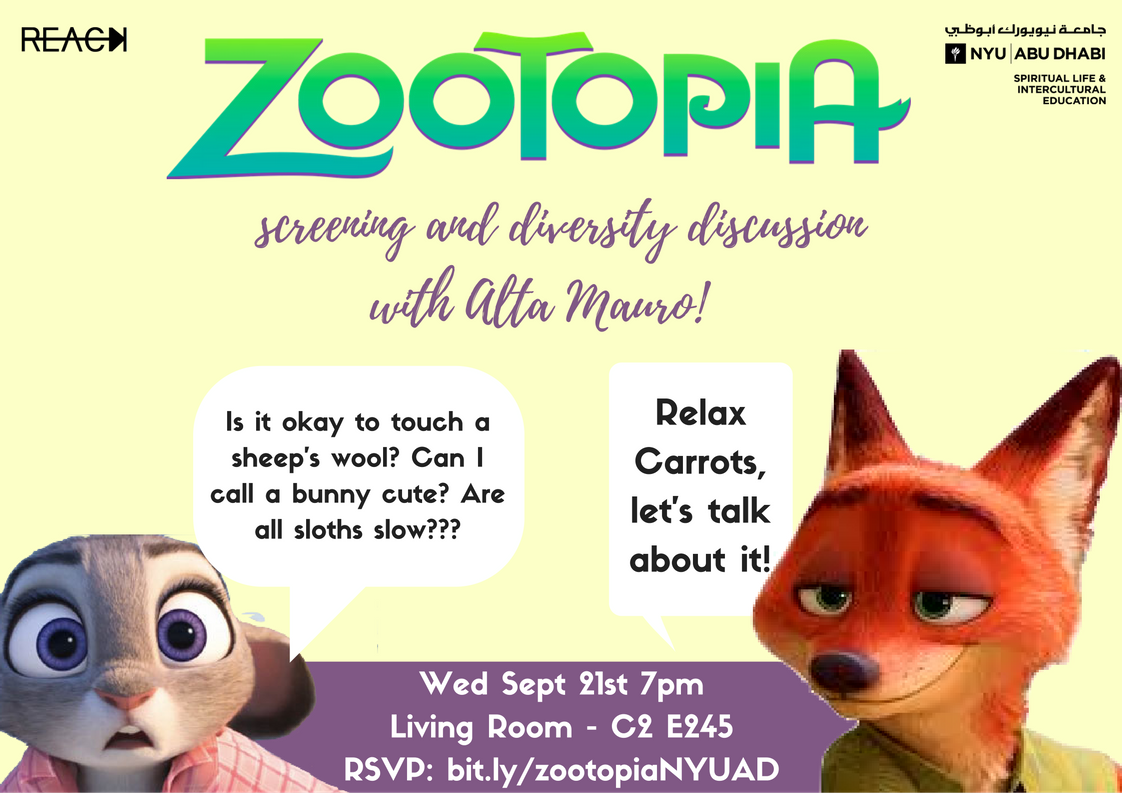 REACH
ZOOTOPIA
جامعة نيويورك أبوظبي
NYU | ABU DHABI
SPIRITUAL LIFE &
INTERCULTURAL
EDUCATION
screening and diversity discussion
with Alta Mauro!
Is it okay to touch a
sheep's wool? Can I
call a bunny cute? Are
all sloths slow???
Relax
Carrots,
let's talk
about it!
Wed Sept 21st 7pm
Living Room - C2 E245
RSVP: bit.ly/zootopiaNYUAD